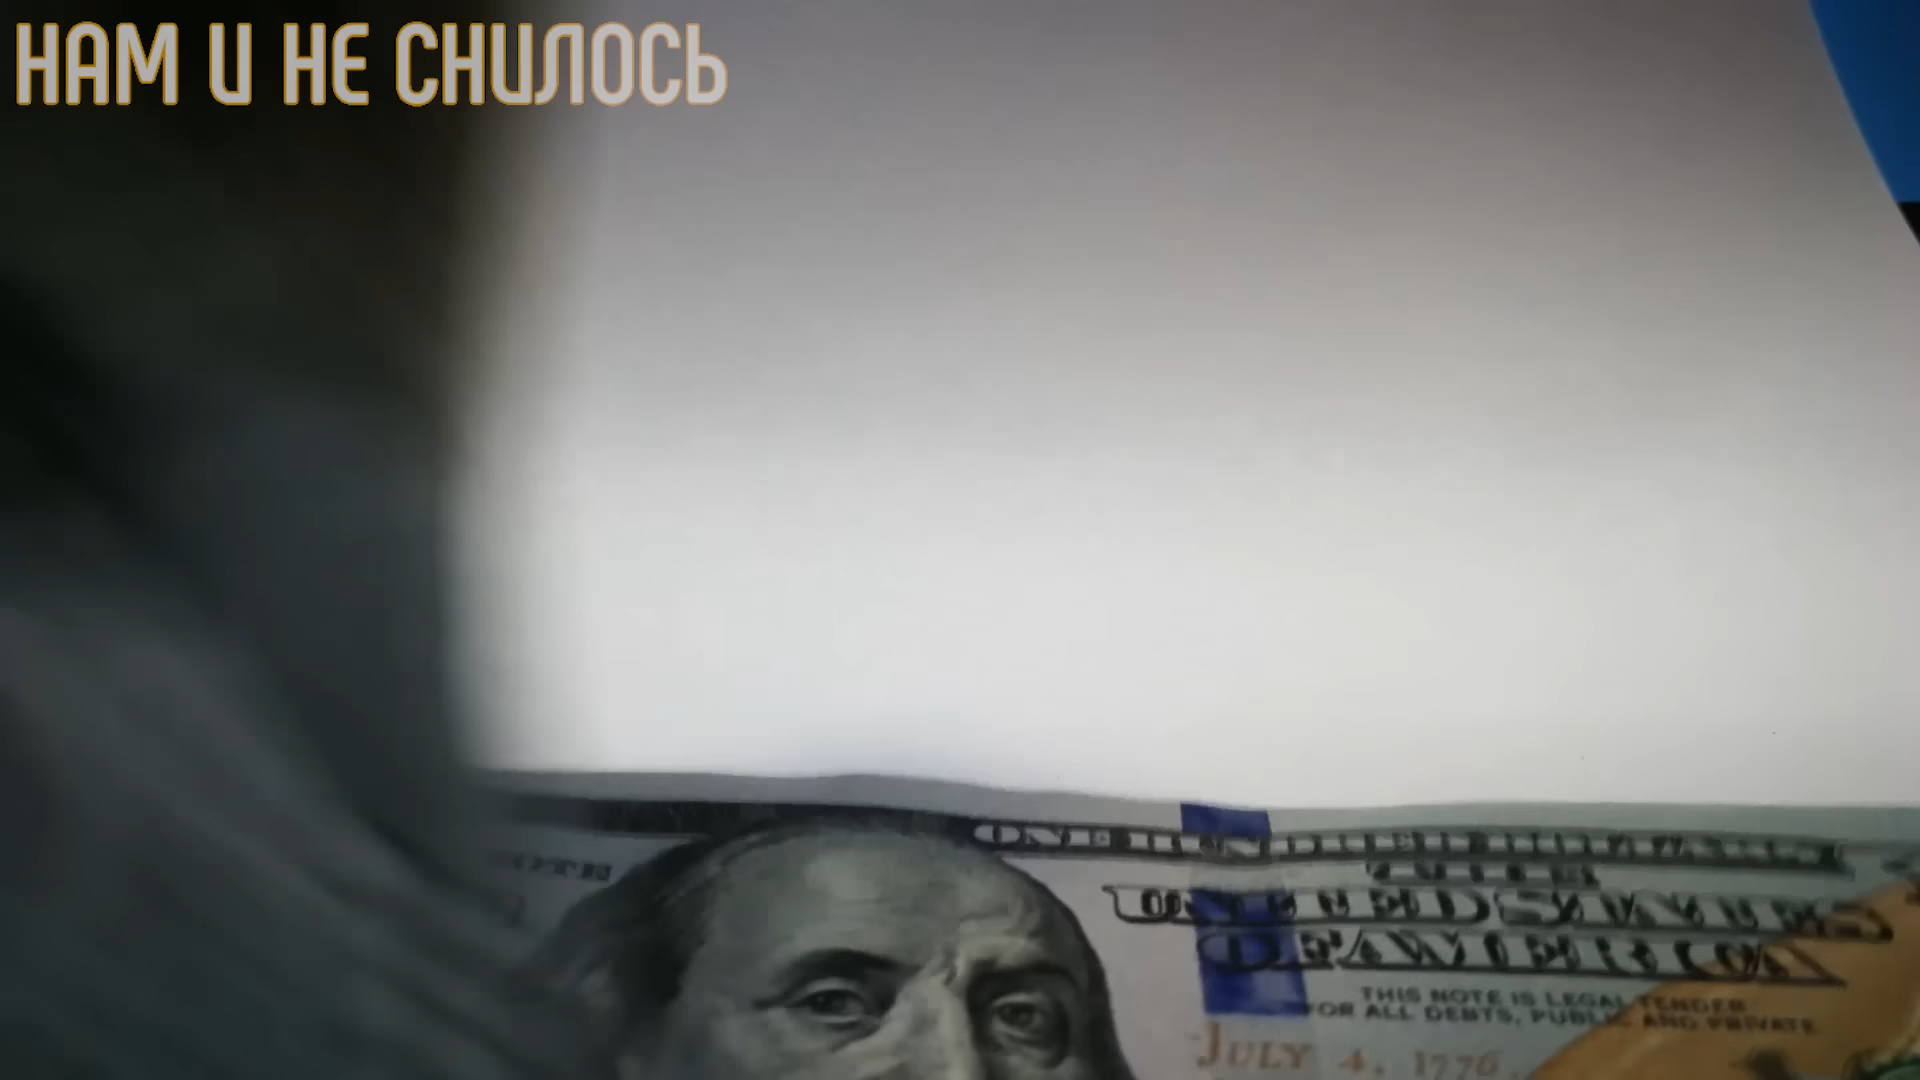 НАМ И НЕ СНИЛОСЬ
UNITED STATES
OF AMERICA
THIS NOTE IS LEGAL TENDER
FOR ALL DEBTS, PUBLIC AND PRIVATE
JULY 4, 1776